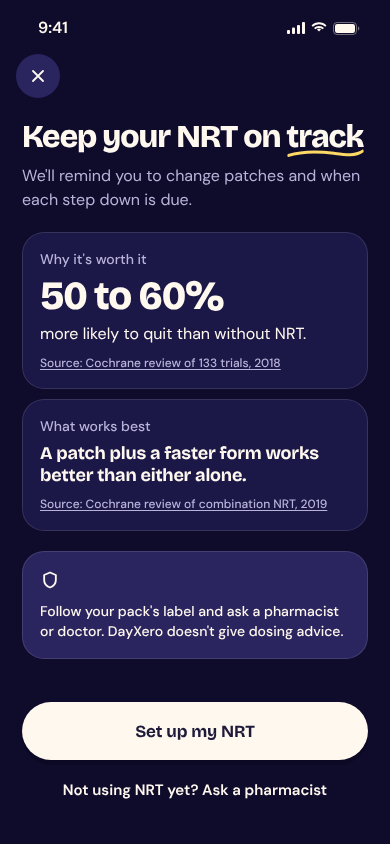 9:41
Keep your NRT on track
We'll remind you to change patches and when
each step down is due.
Why it's worth it
50 to 60%
more likely to quit than without NRT.
Source: Cochrane review of 133 trials, 2018
What works best
A patch plus a faster form works
better than either alone.
Source: Cochrane review of combination NRT, 2019
Follow your pack's label and ask a pharmacist
or doctor. DayXero doesn't give dosing advice.
Set up my NRT
Not using NRT yet? Ask a pharmacist